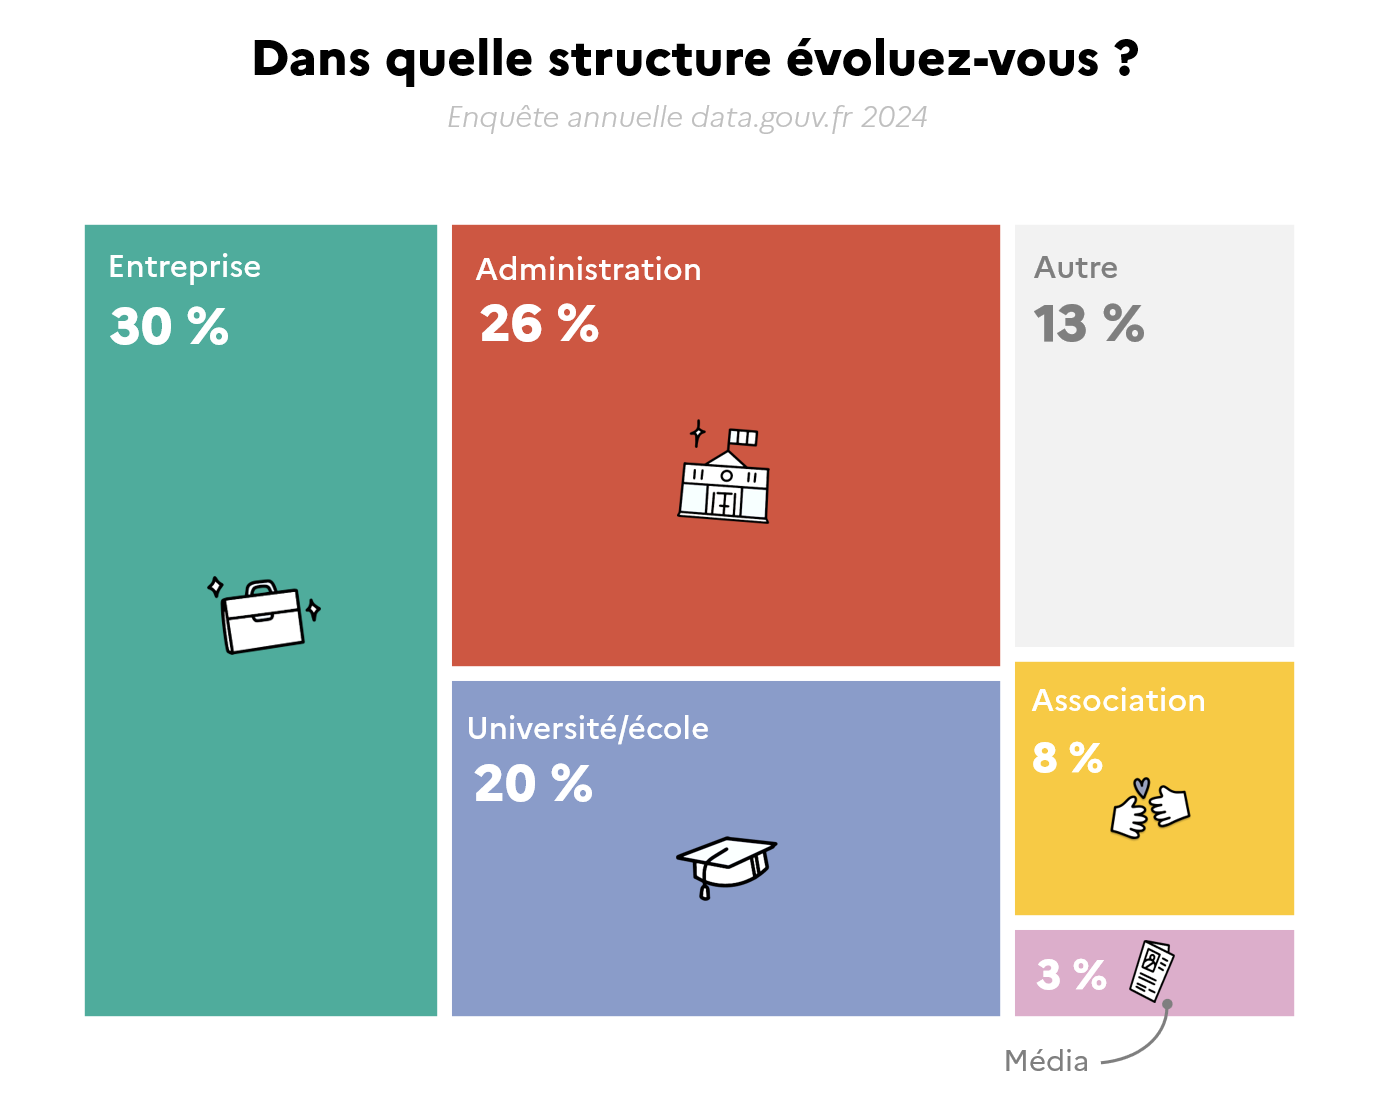 Dans quelle structure évoluez-vous ?
Enquête annuelle data.gouv.fr 2024
Entreprise
30 %
Administration
26 %
Autre
13 %
Université/école
20 %
Association
8 %
3 %
Média